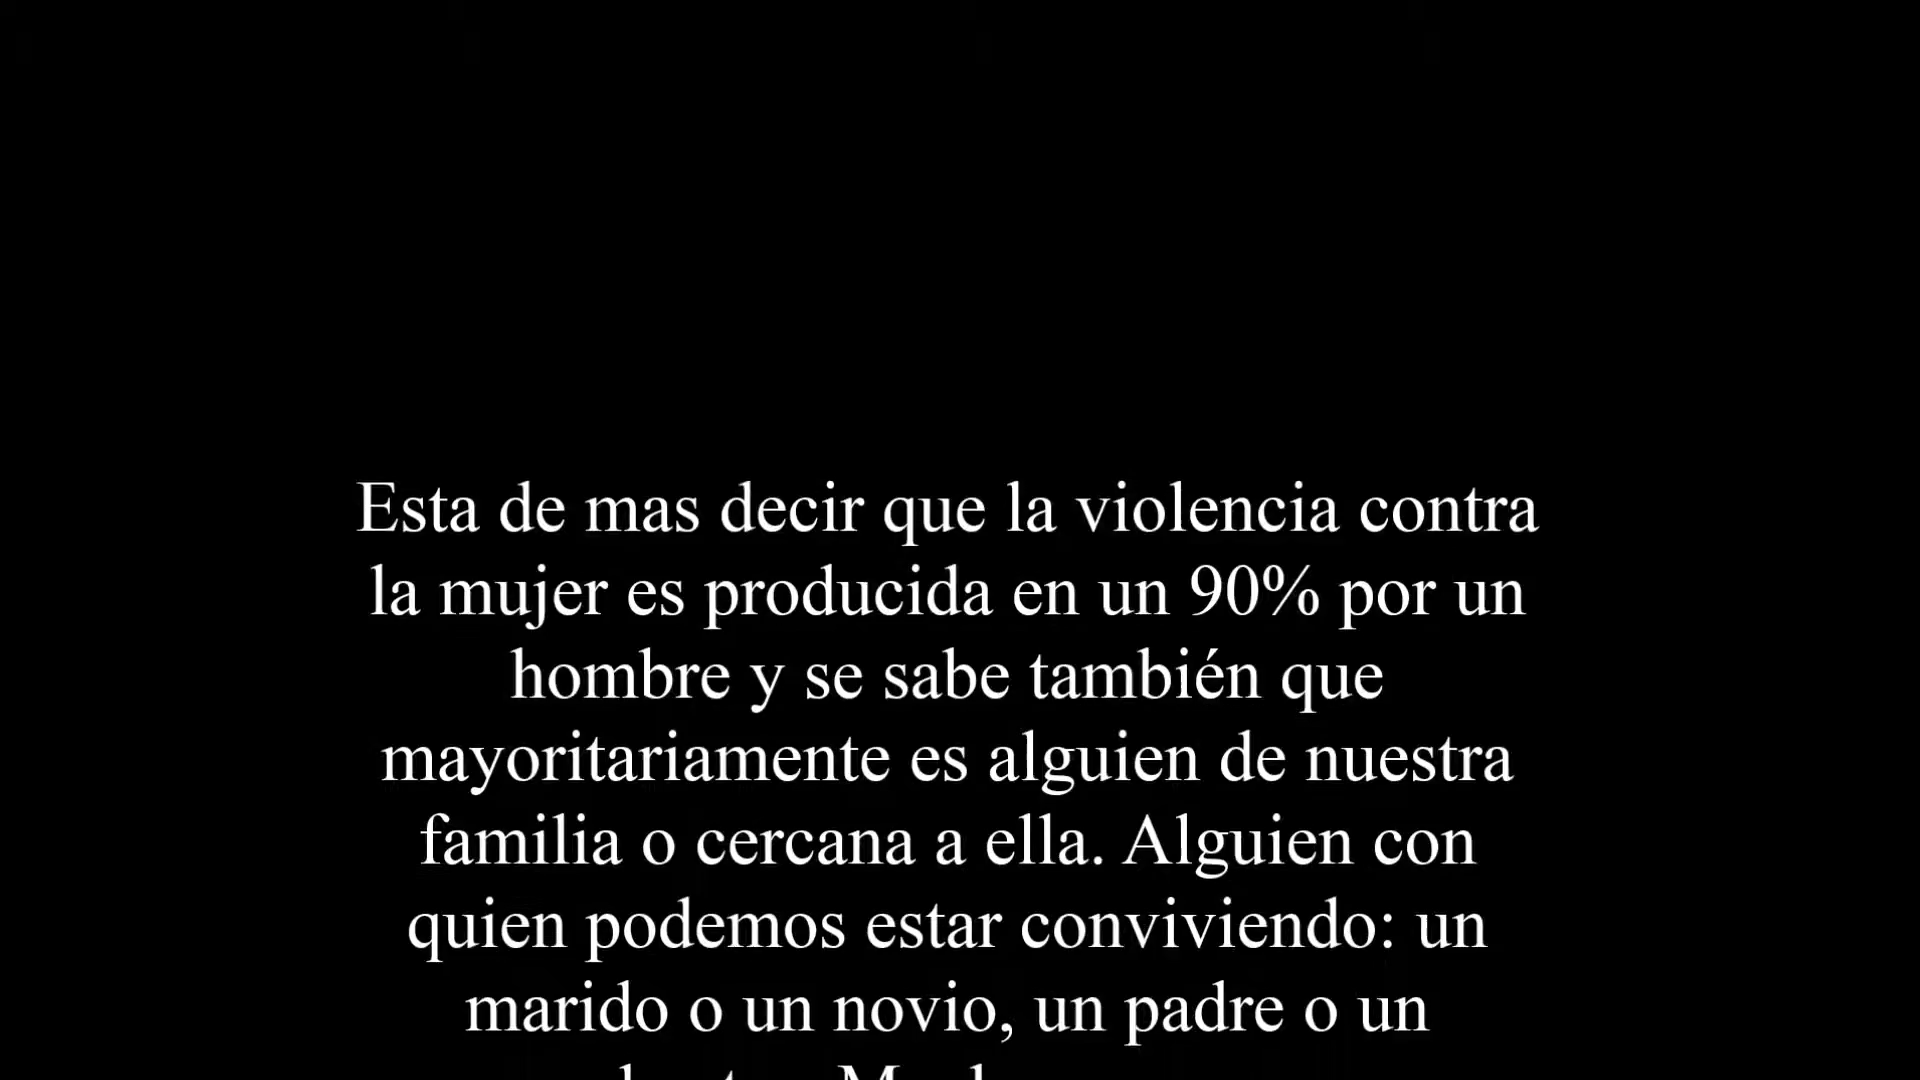 Esta de mas decir que la violencia contra
la mujer es producida en un 90% por un
hombre y se sabe también que
mayoritariamente es alguien de nuestra
familia o cercana a ella. Alguien con
quien podemos estar conviviendo: un
marido o un novio, un padre o un